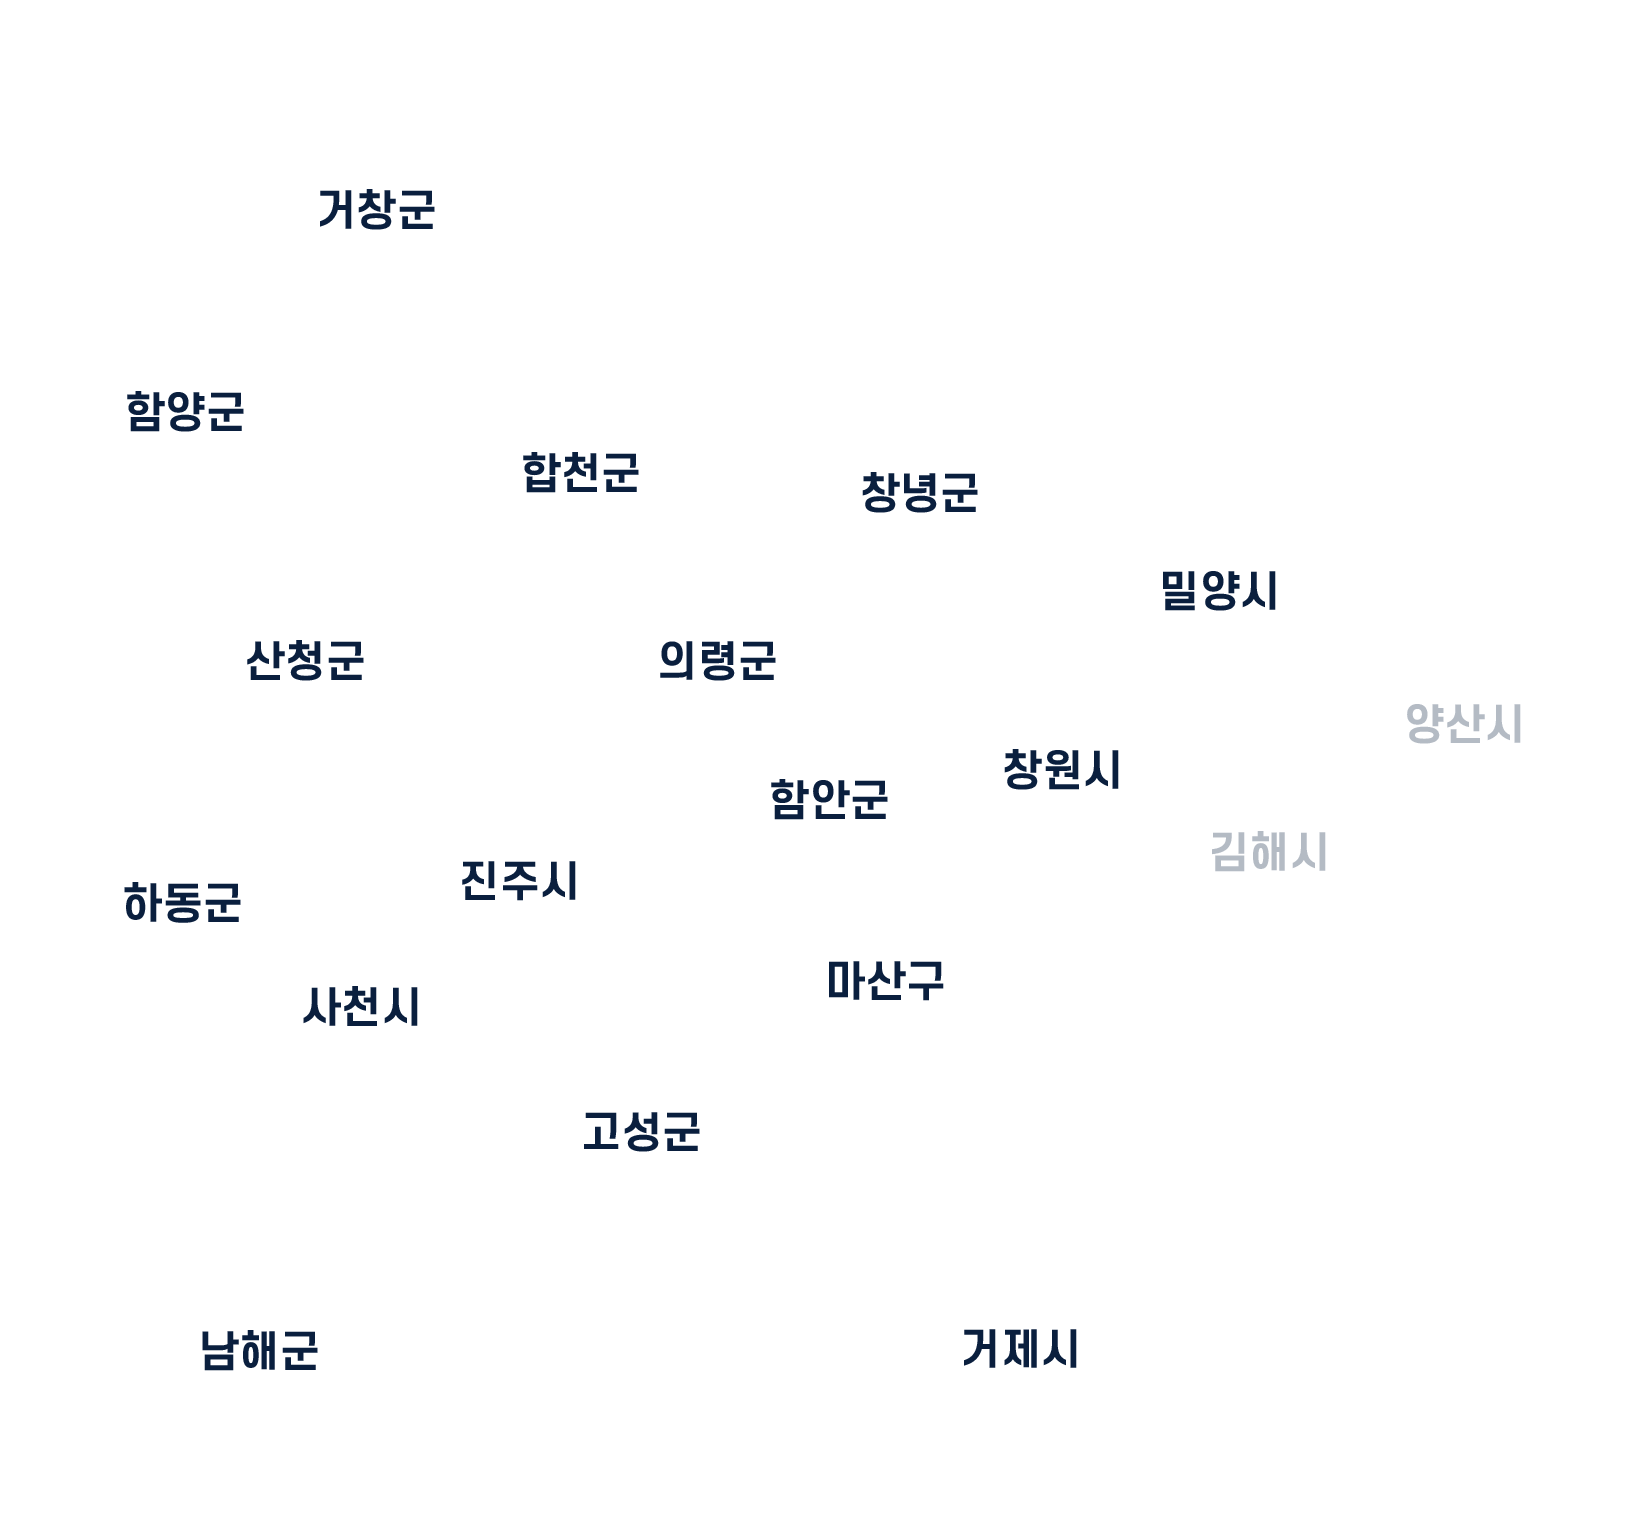 거창군
함양군
합천군
창녕군
밀양시
산청군
의령군
양산시
창원시
함안군
김해시
진주시
하동군
마산구
사천시
고성군
남해군
거제시